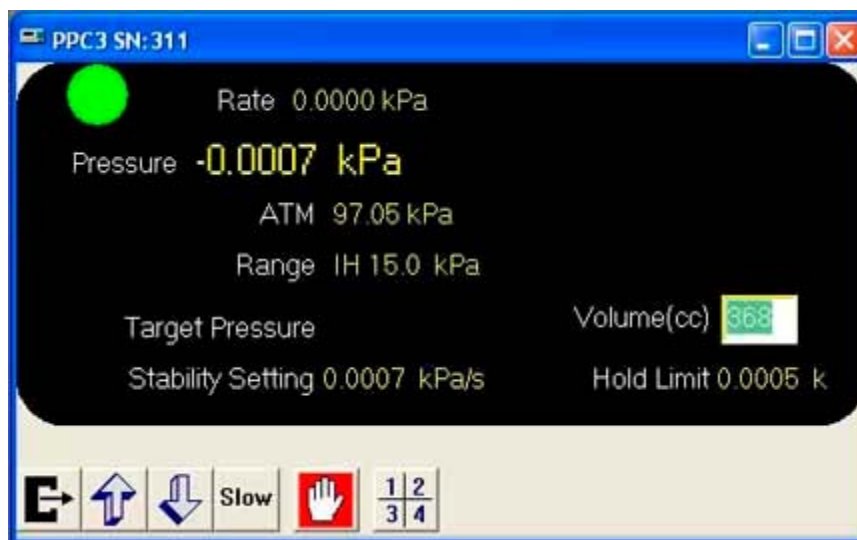 PPC3 SN:311
Rate 0.0000 kPa
Pressure -0.0007 kPa
ATM 97.05 kPa
Range IH 15.0 kPa
Target Pressure
Volume(cc) 368
Stability Setting 0.0007 kPa/s
Hold Limit 0.0005 k
Slow
1 2
3 4